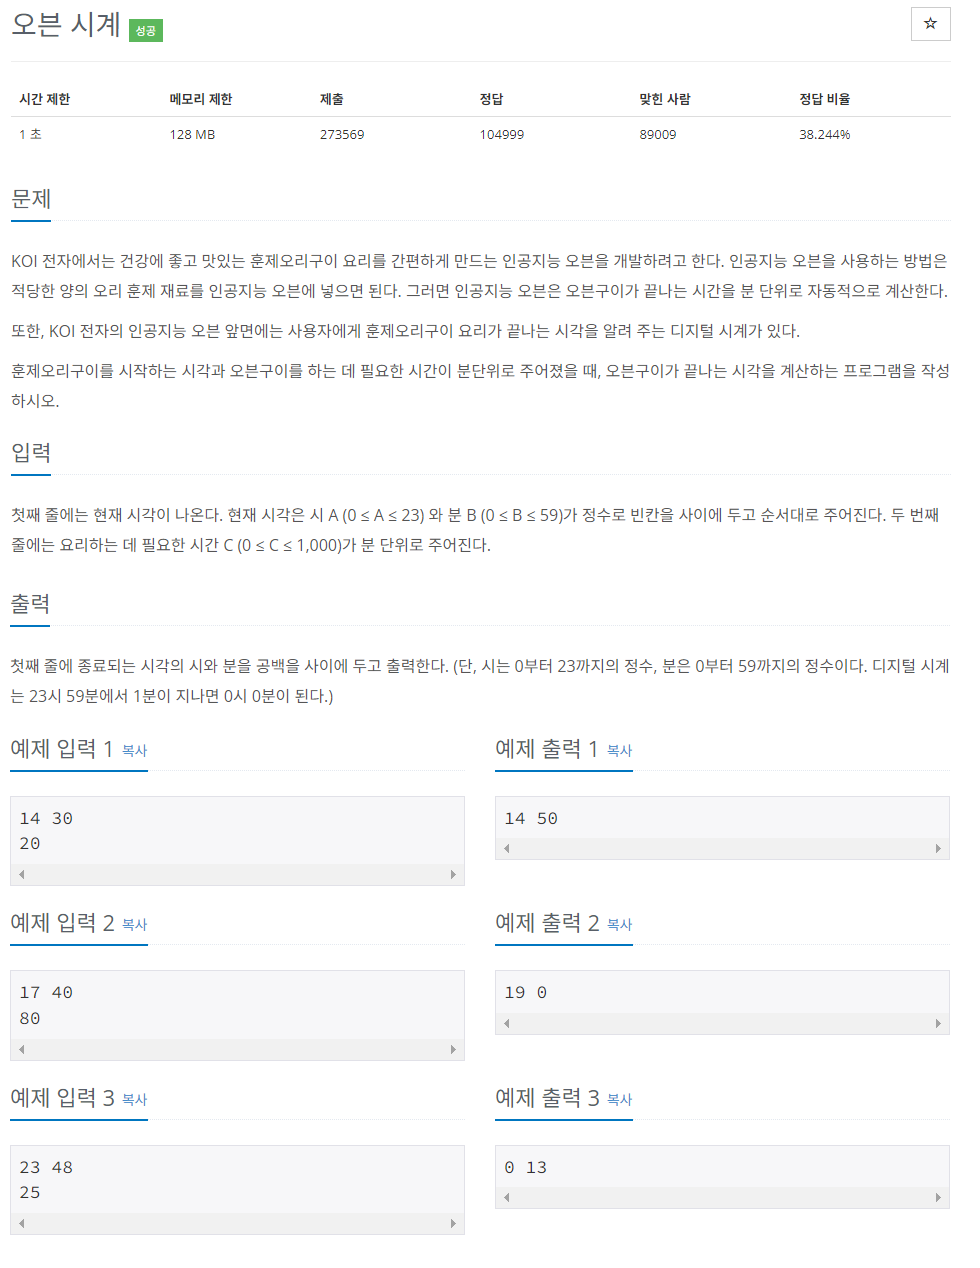 오븐 시계 성공
☆
시간 제한 메모리 제한 제출 정답 맞힌 사람 정답 비율
1 초 128 MB 273569 104999 89009 38.244%
문제
KOI 전자에서는 건강에 좋고 맛있는 훈제오리구이 요리를 간편하게 만드는 인공지능 오븐을 개발하려고 한다. 인공지능 오븐을 사용하는 방법은
적당한 양의 오리 훈제 재료를 인공지능 오븐에 넣으면 된다. 그러면 인공지능 오븐은 오븐구이가 끝나는 시간을 분 단위로 자동적으로 계산한다.
또한, KOI 전자의 인공지능 오븐 앞면에는 사용자에게 훈제오리구이 요리가 끝나는 시각을 알려 주는 디지털 시계가 있다.
훈제오리구이를 시작하는 시각과 오븐구이를 하는 데 필요한 시간이 분단위로 주어졌을 때, 오븐구이가 끝나는 시각을 계산하는 프로그램을 작성
하시오.
입력
첫째 줄에는 현재 시각이 나온다. 현재 시각은 시 A (0 ≤ A ≤ 23) 와 분 B (0 ≤ B ≤ 59)가 정수로 빈칸을 사이에 두고 순서대로 주어진다. 두 번째
줄에는 요리하는 데 필요한 시간 C (0 ≤ C ≤ 1,000)가 분 단위로 주어진다.
출력
첫째 줄에 종료되는 시각의 시와 분을 공백을 사이에 두고 출력한다. (단, 시는 0부터 23까지의 정수, 분은 0부터 59까지의 정수이다. 디지털 시계
는 23시 59분에서 1분이 지나면 0시 0분이 된다.)
예제 입력 1 복사
14 30
20
예제 출력 1 복사
14 50
예제 입력 2 복사
17 40
80
예제 출력 2 복사
19 0
예제 입력 3 복사
23 48
25
예제 출력 3 복사
0 13